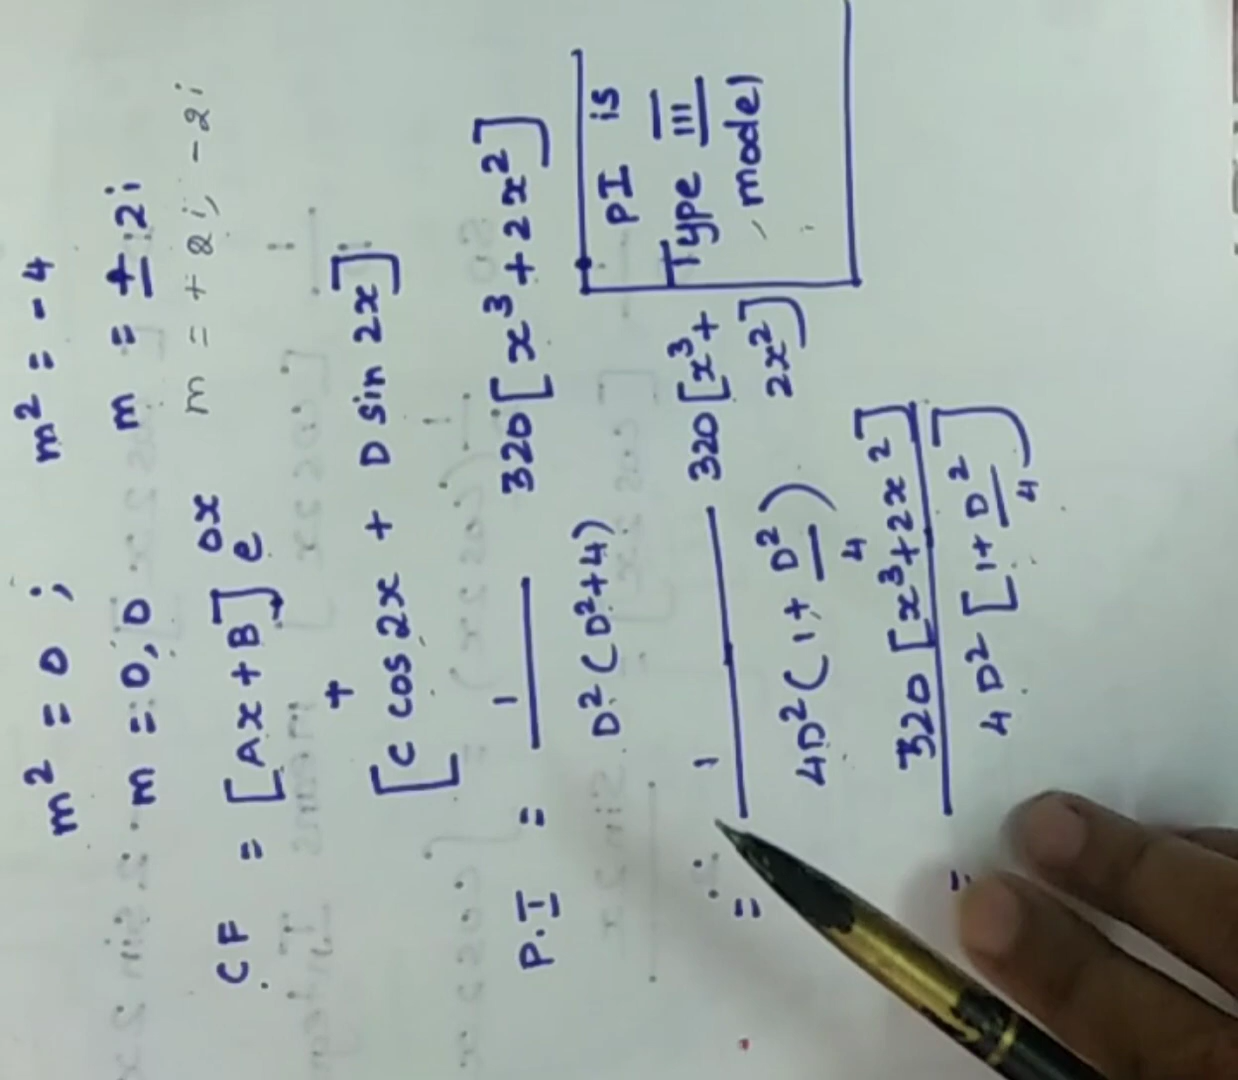 m² = 0 ; m² = -4
m = 0, 0 m = ± 2i
m = +2i, -2i
CF = [Ax + B] e^0x
+
[C cos 2x + D sin 2x]
P.I = 1 / D²(D²+4) 320 [x³ + 2x²]
PI is
Type III
model
= 1 / 4D²(1 + D²/4) 320 [x³ +
2x²]
= 320 [x³ + 2x²] / 4D² [1 + D²/4]